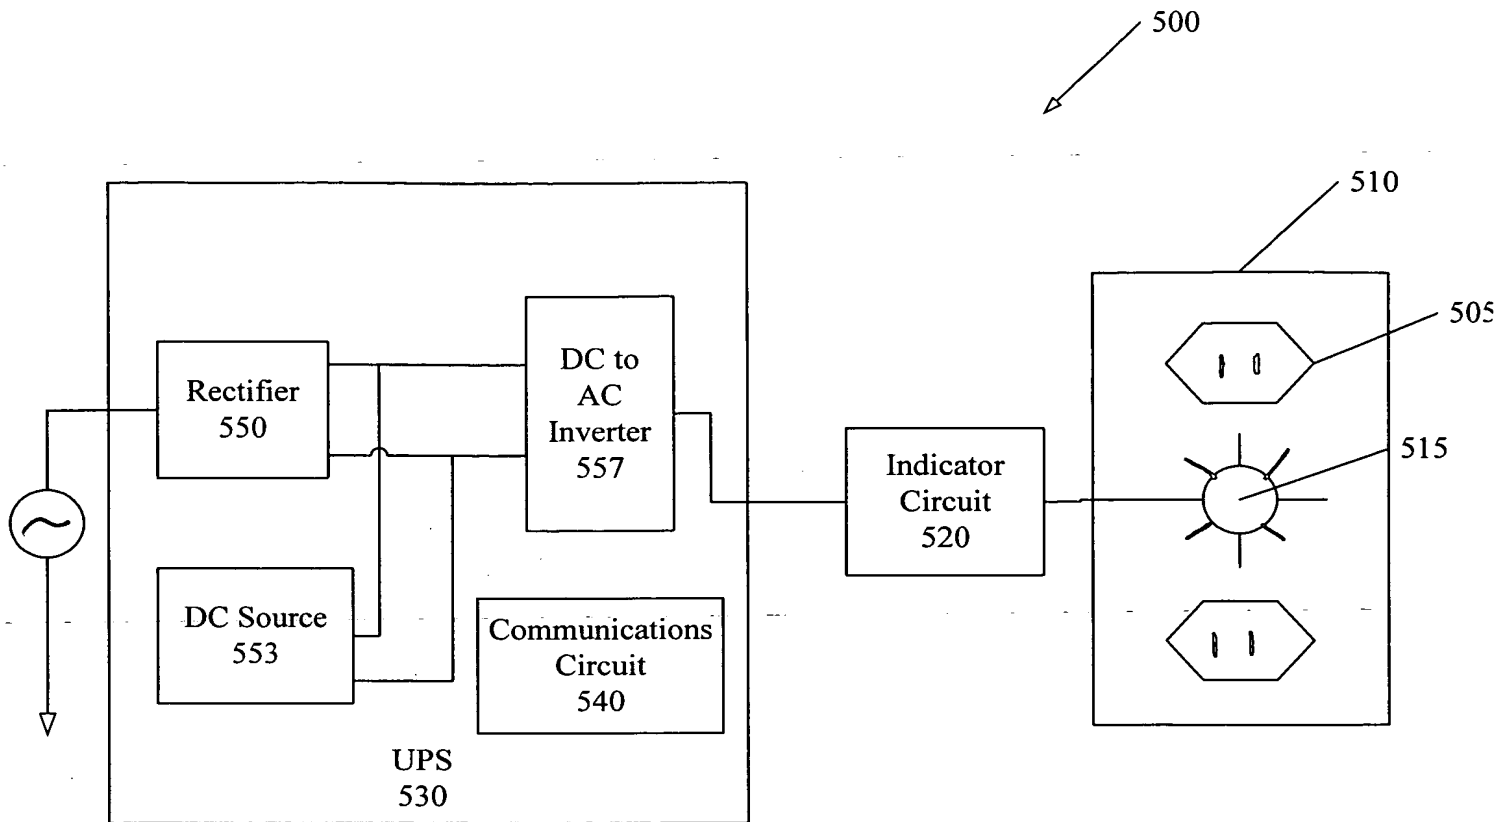 500
510
505
515
Rectifier
550
DC to
AC
Inverter
557
Indicator
Circuit
520
DC Source
553
Communications
Circuit
540
UPS
530